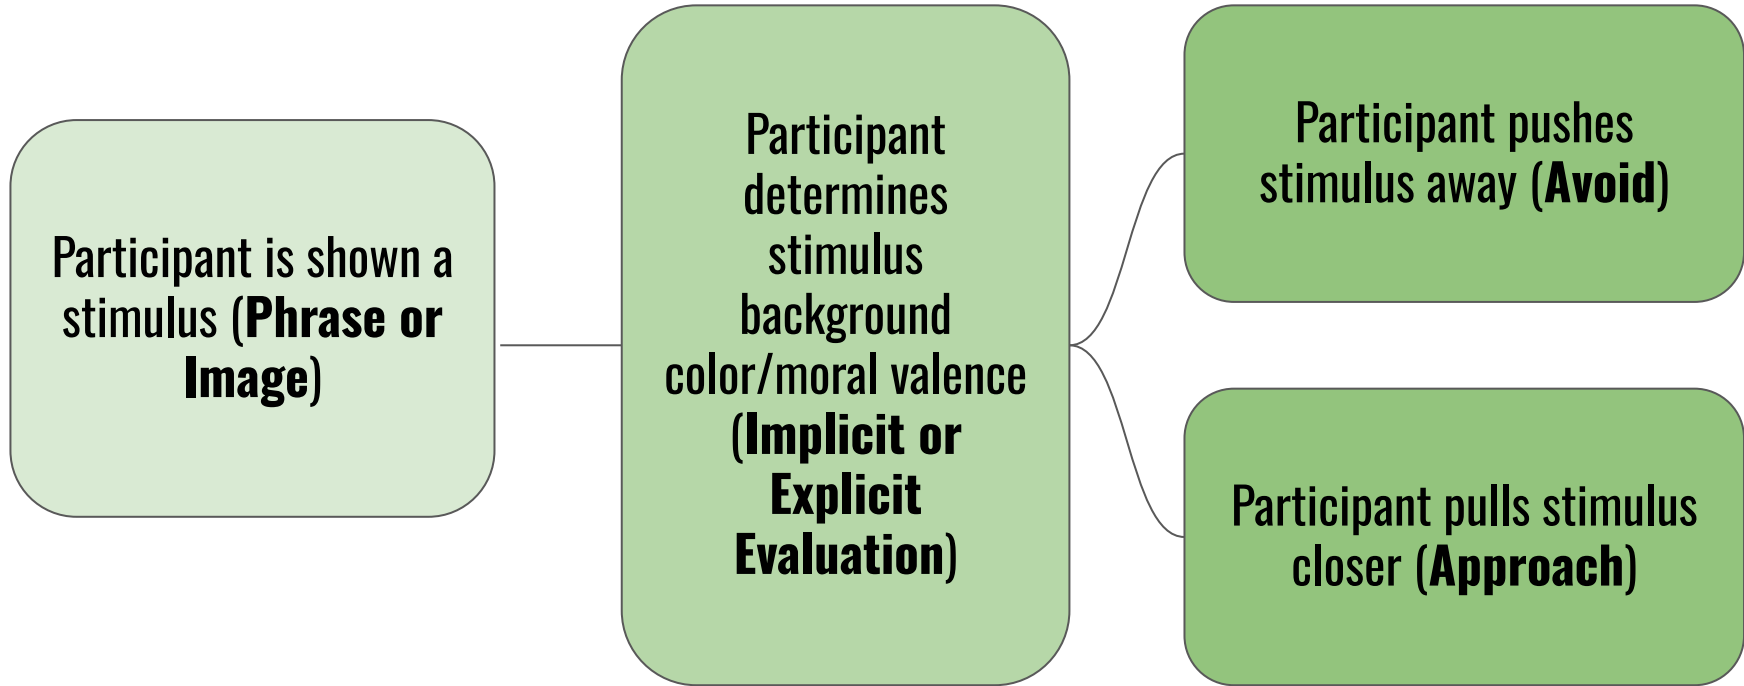 Participant is shown a
stimulus (Phrase or
Image)
Participant
determines
stimulus
background
color/moral valence
(Implicit or
Explicit
Evaluation)
Participant pushes
stimulus away (Avoid)
Participant pulls stimulus
closer (Approach)